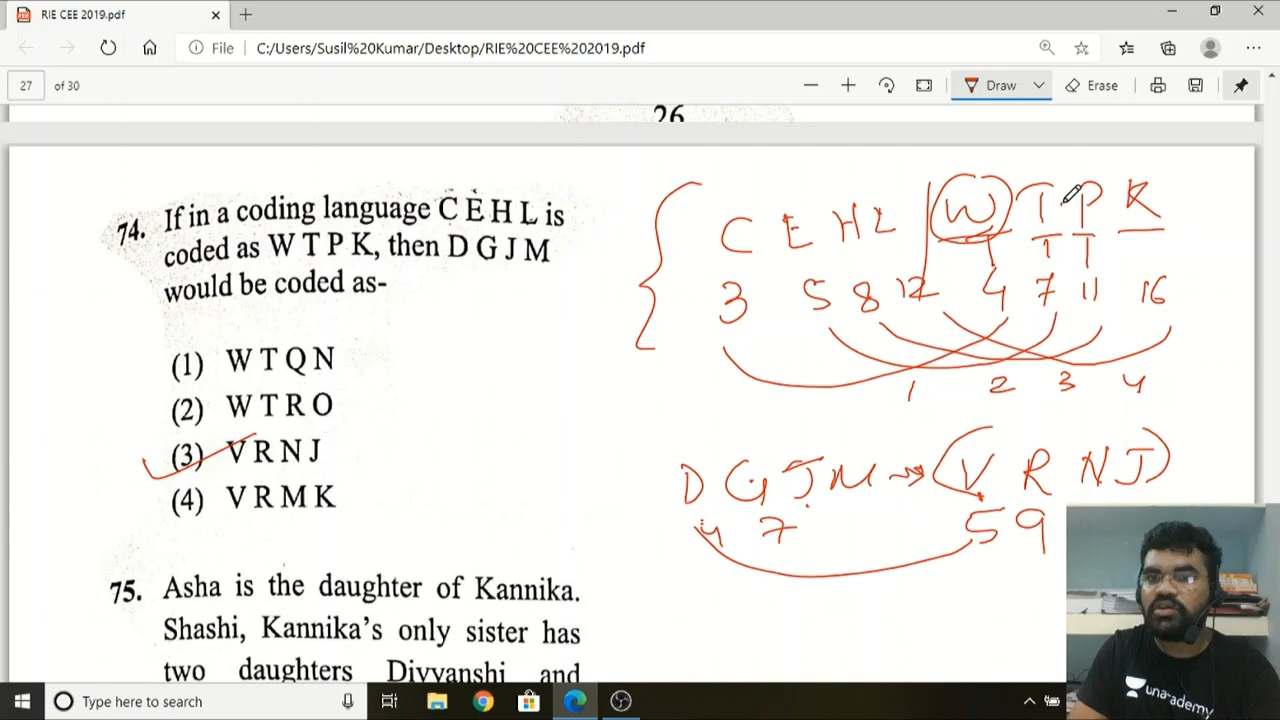 RIE CEE 2019.pdf
File C:/Users/Susil%20Kumar/Desktop/RIE%20CEE%202019.pdf
27 of 30 Draw Erase
26
74. If in a coding language C E H L is
coded as W T P K, then D G J M
would be coded as-
(1) W T Q N
(2) W T R O
(3) V R N J
(4) V R M K
75. Asha is the daughter of Kannika.
Shashi, Kannika's only sister has
two daughters Divyanshi and
C E H L W T P K
3 5 8 12 4 7 11 16
1 2 3 4
D G J M → (V R N J)
4 7 5 9
unacademy
Type here to search